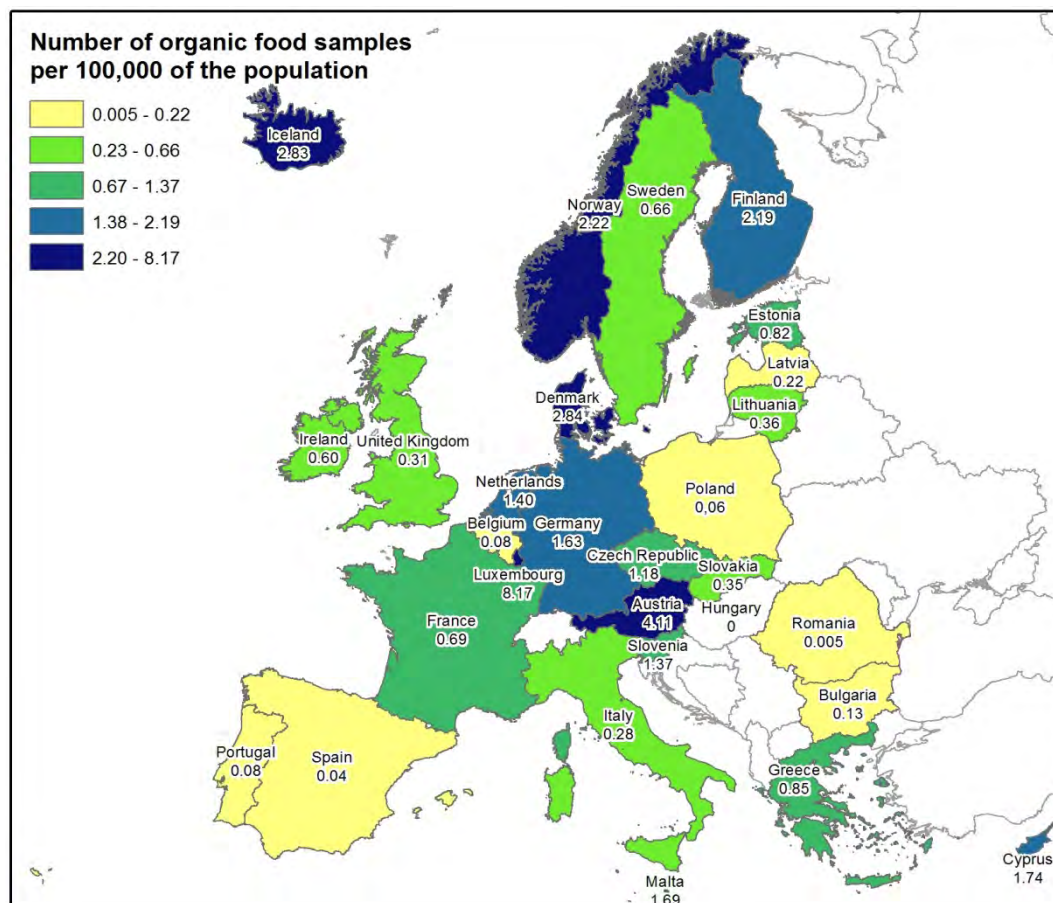 Number of organic food samples
per 100,000 of the population
0.005 - 0.22
0.23 - 0.66
0.67 - 1.37
1.38 - 2.19
2.20 - 8.17
Iceland
2.83
Norway
2.22
Sweden
0.66
Finland
2.19
Estonia
0.82
Latvia
0.22
Lithuania
0.36
Denmark
2.84
Ireland
0.60
United Kingdom
0.31
Netherlands
1.40
Belgium
0.08
Germany
1.63
Poland
0,06
Luxembourg
8.17
Czech Republic
1.18
Slovakia
0.35
France
0.69
Austria
4.11
Hungary
0
Slovenia
1.37
Romania
0.005
Bulgaria
0.13
Italy
0.28
Portugal
0.08
Spain
0.04
Greece
0.85
Cyprus
1.74
Malta
1.69